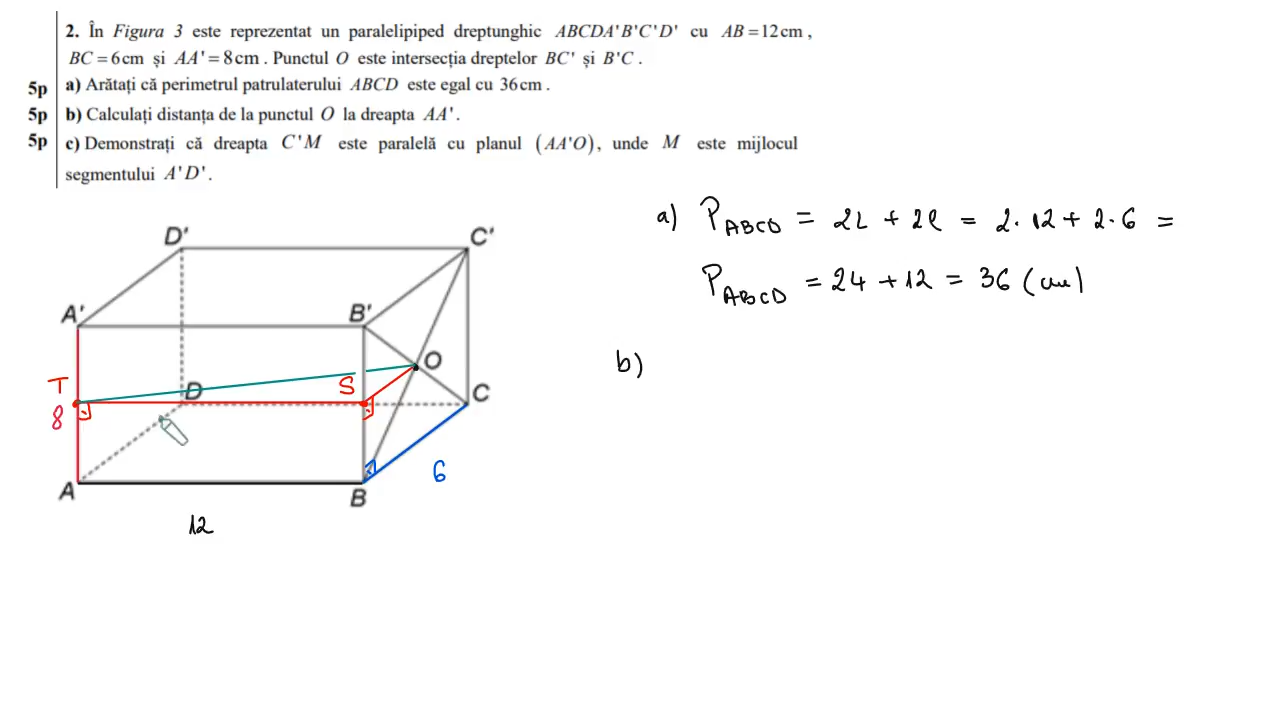 2. În Figura 3 este reprezentat un paralelipiped dreptunghic ABCDA'B'C'D' cu AB = 12 cm,
BC = 6 cm și AA' = 8 cm. Punctul O este intersecția dreptelor BC' și B'C.
5p a) Arătați că perimetrul patrulaterului ABCD este egal cu 36 cm.
5p b) Calculați distanța de la punctul O la dreapta AA'.
5p c) Demonstrați că dreapta C'M este paralelă cu planul (AA'O), unde M este mijlocul
segmentului A'D'.
a) P_ABCD = 2L + 2l = 2·12 + 2·6 =
P_ABCD = 24 + 12 = 36 (cm)
b)
D' C'
A' B'
O
T S D C
8
6
A B
12